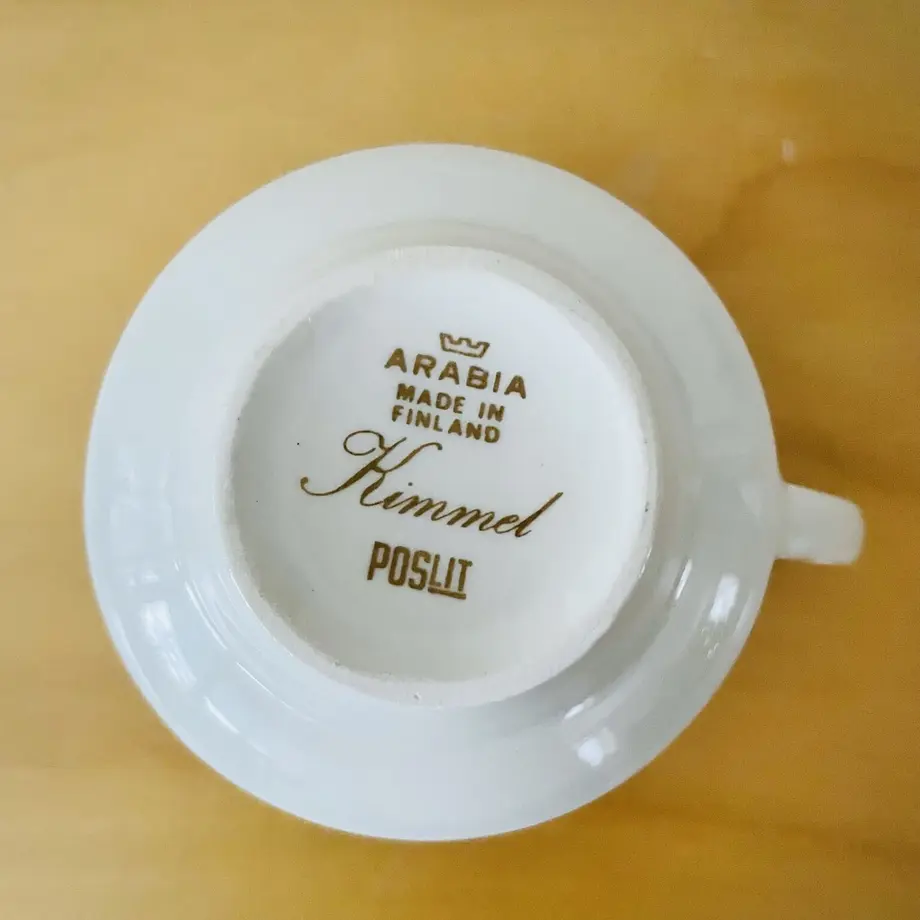 ARABIA
MADE IN
FINLAND
Kimmel
POSLIT